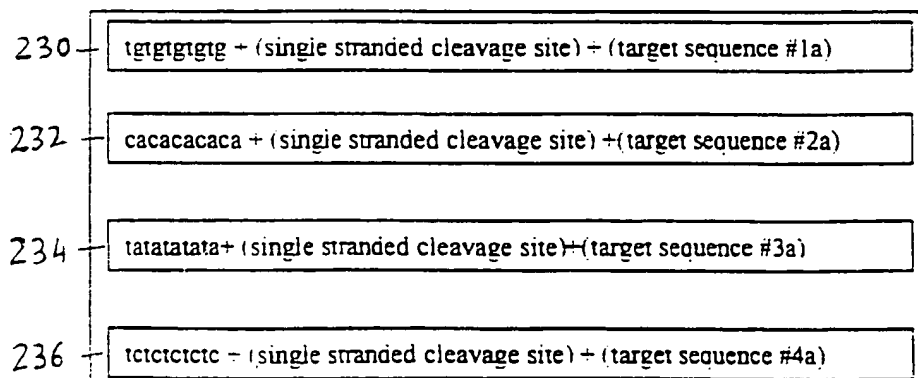 230 tgtgtgtgtg + (single stranded cleavage site) + (target sequence #1a)
232 cacacacaca + (single stranded cleavage site) +(target sequence #2a)
234 tatatatata+ (single stranded cleavage site)+(target sequence #3a)
236 tctctctctc + (single stranded cleavage site) + (target sequence #4a)